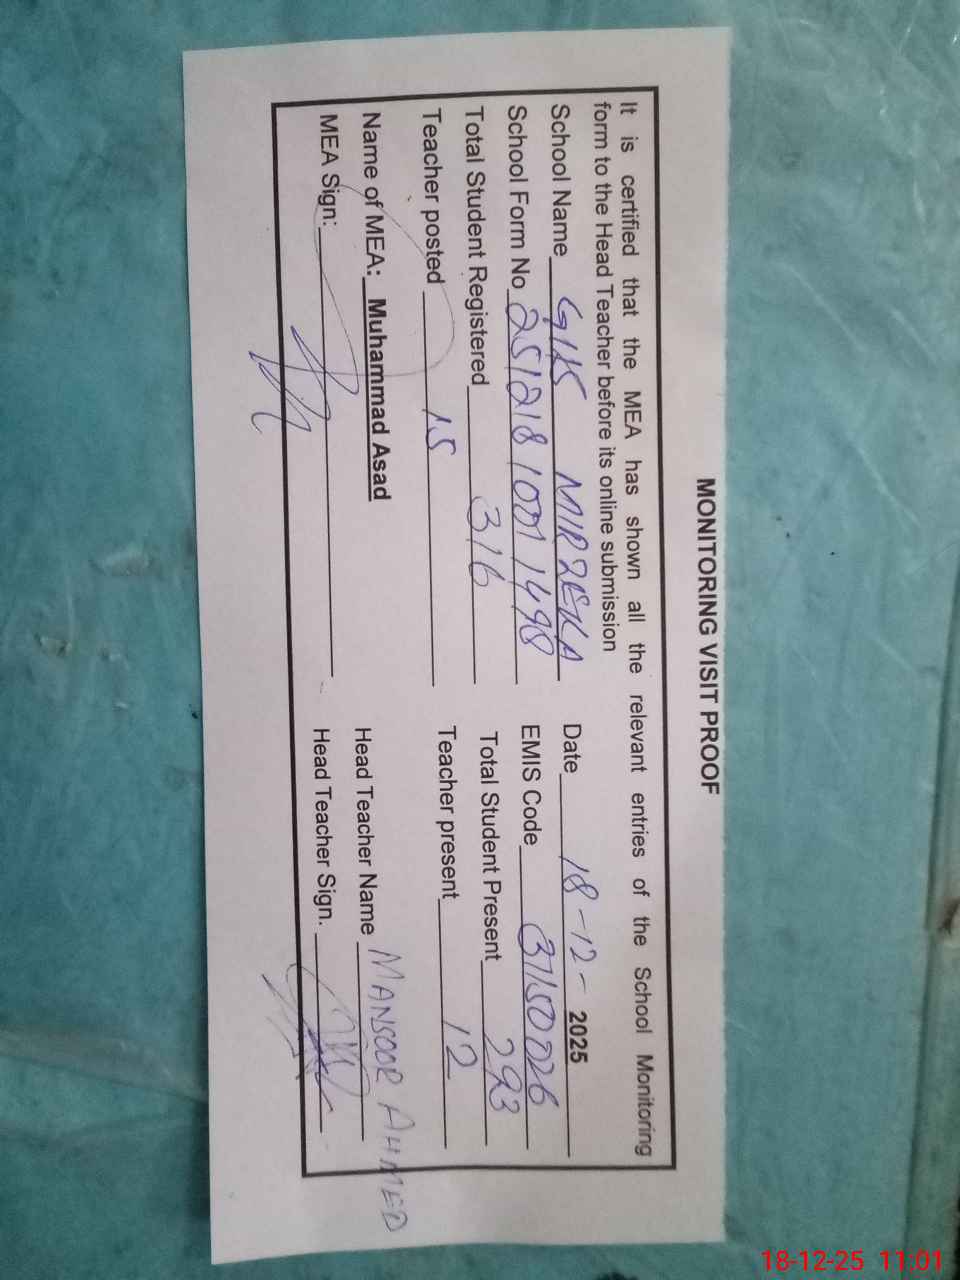 MONITORING VISIT PROOF
It is certified that the MEA has shown all the relevant entries of the School Monitoring
form to the Head Teacher before its online submission
School Name MIRZEKA Date 18-12-2025
School Form No 2512181001498 EMIS Code 37150026
Total Student Registered 316 Total Student Present 293
Teacher posted 15 Teacher present 12
Name of MEA: Muhammad Asad Head Teacher Name MANSOOR AHMED
MEA Sign: Head Teacher Sign.
18-12-25 11:01